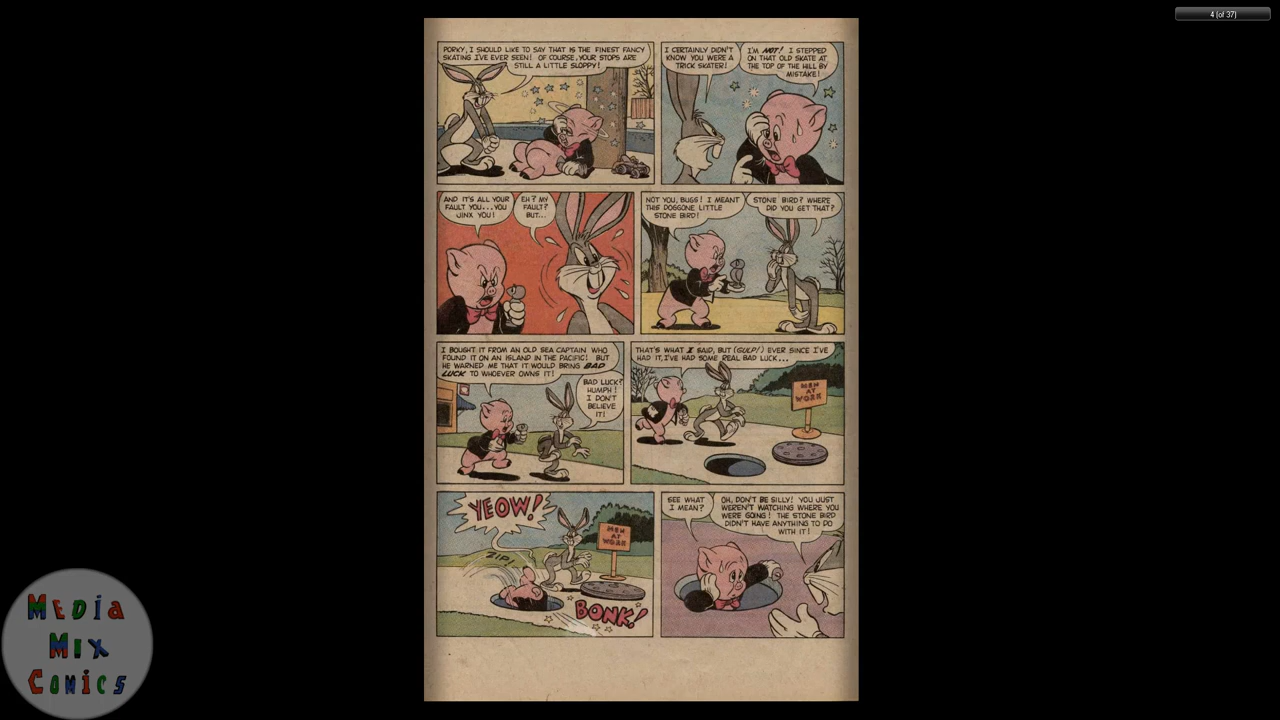 4 (of 37)
PORKY, I SHOULD LIKE TO SAY THAT IS THE FINEST FANCY
SKATING I'VE EVER SEEN! OF COURSE, YOUR STOPS ARE
STILL A LITTLE SLOPPY!
I CERTAINLY DIDN'T
KNOW YOU WERE A
TRICK SKATER!
I'M NOT! I STEPPED
ON THAT OLD SKATE AT
THE TOP OF THE HILL BY
MISTAKE!
AND IT'S ALL YOUR
FAULT YOU...YOU
JINX YOU!
EH? MY
FAULT?
BUT...
NOT YOU, BUGS! I MEANT
THIS DOGGONE LITTLE
STONE BIRD!
STONE BIRD? WHERE
DID YOU GET THAT?
I BOUGHT IT FROM AN OLD SEA CAPTAIN WHO
FOUND IT ON AN ISLAND IN THE PACIFIC! BUT
HE WARNED ME THAT IT WOULD BRING BAD
LUCK TO WHOEVER OWNS IT!
BAD LUCK?
HUMPH!
I DON'T
BELIEVE
IT!
THAT'S WHAT I SAID, BUT (GULP!) EVER SINCE I'VE
HAD IT, I'VE HAD SOME REAL BAD LUCK...
MEN
AT
WORK
YEOW!
ZIP!
MEN
AT
WORK
BONK!
SEE WHAT
I MEAN?
OH, DON'T BE SILLY! YOU JUST
WEREN'T WATCHING WHERE YOU
WERE GOING! THE STONE BIRD
DIDN'T HAVE ANYTHING TO DO
WITH IT!
MEDIA
MIX
COMICS